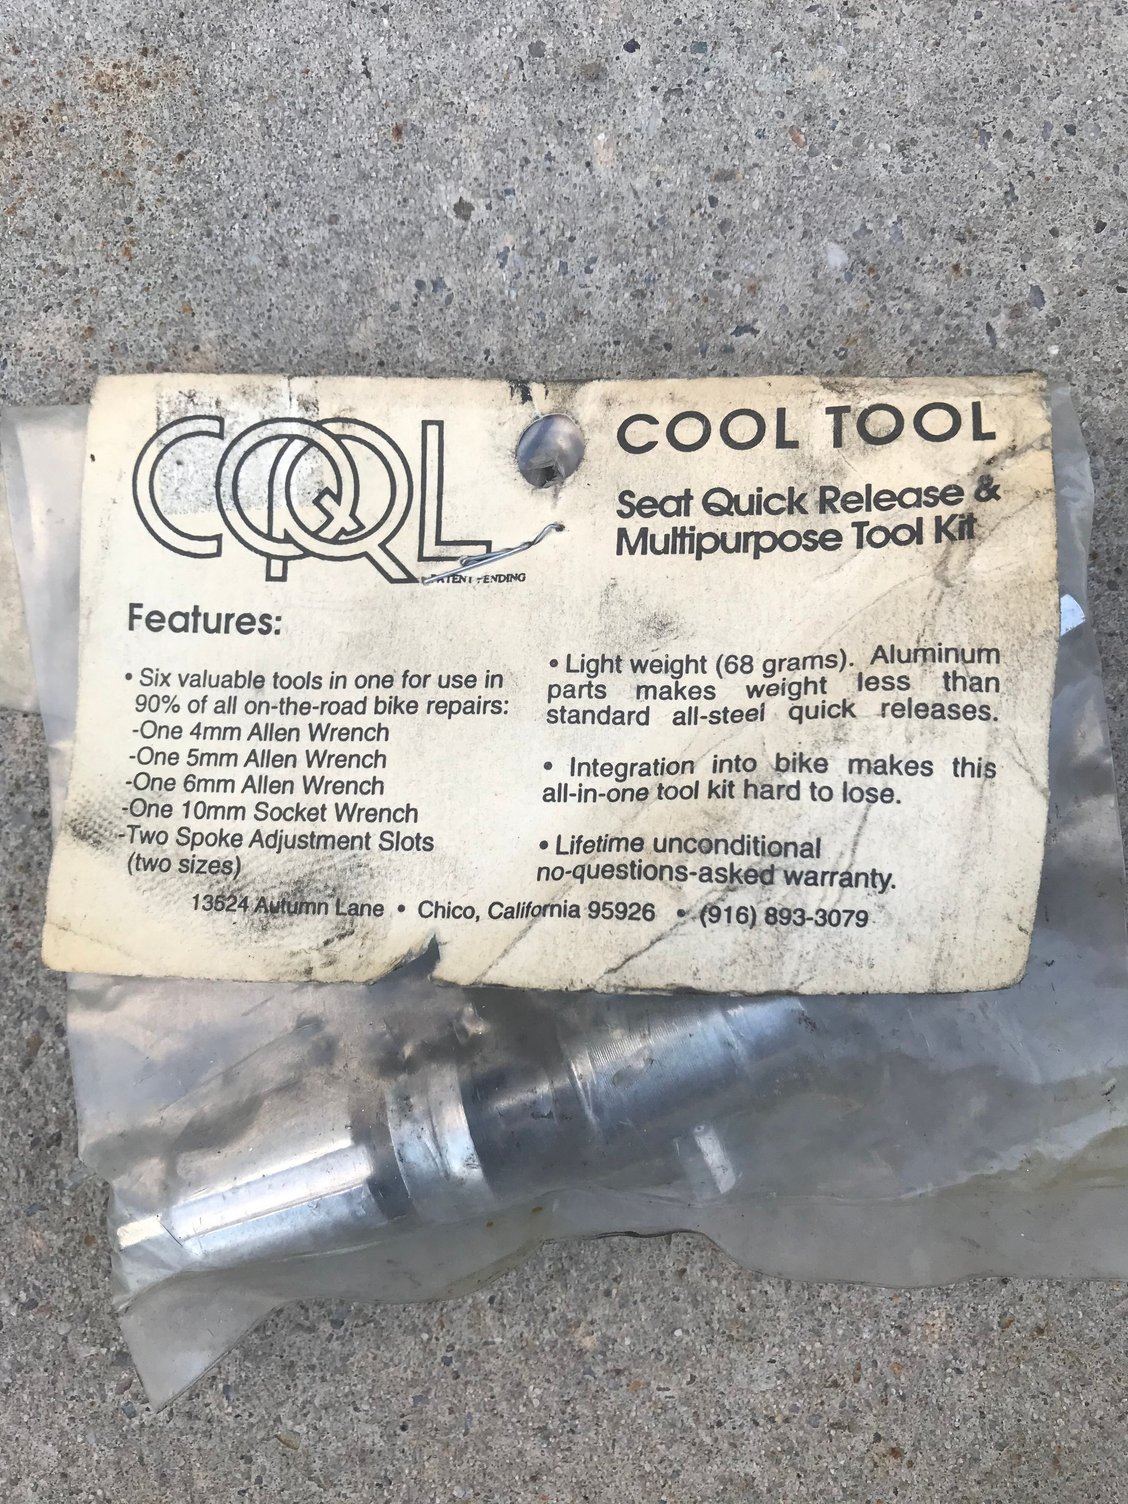 COOL
PATENT PENDING
COOL TOOL
Seat Quick Release &
Multipurpose Tool Kit
Features:
• Six valuable tools in one for use in
90% of all on-the-road bike repairs:
-One 4mm Allen Wrench
-One 5mm Allen Wrench
-One 6mm Allen Wrench
-One 10mm Socket Wrench
-Two Spoke Adjustment Slots
(two sizes)
• Light weight (68 grams). Aluminum
parts makes weight less than
standard all-steel quick releases.
• Integration into bike makes this
all-in-one tool kit hard to lose.
• Lifetime unconditional
no-questions-asked warranty.
13524 Autumn Lane • Chico, California 95926 • (916) 893-3079